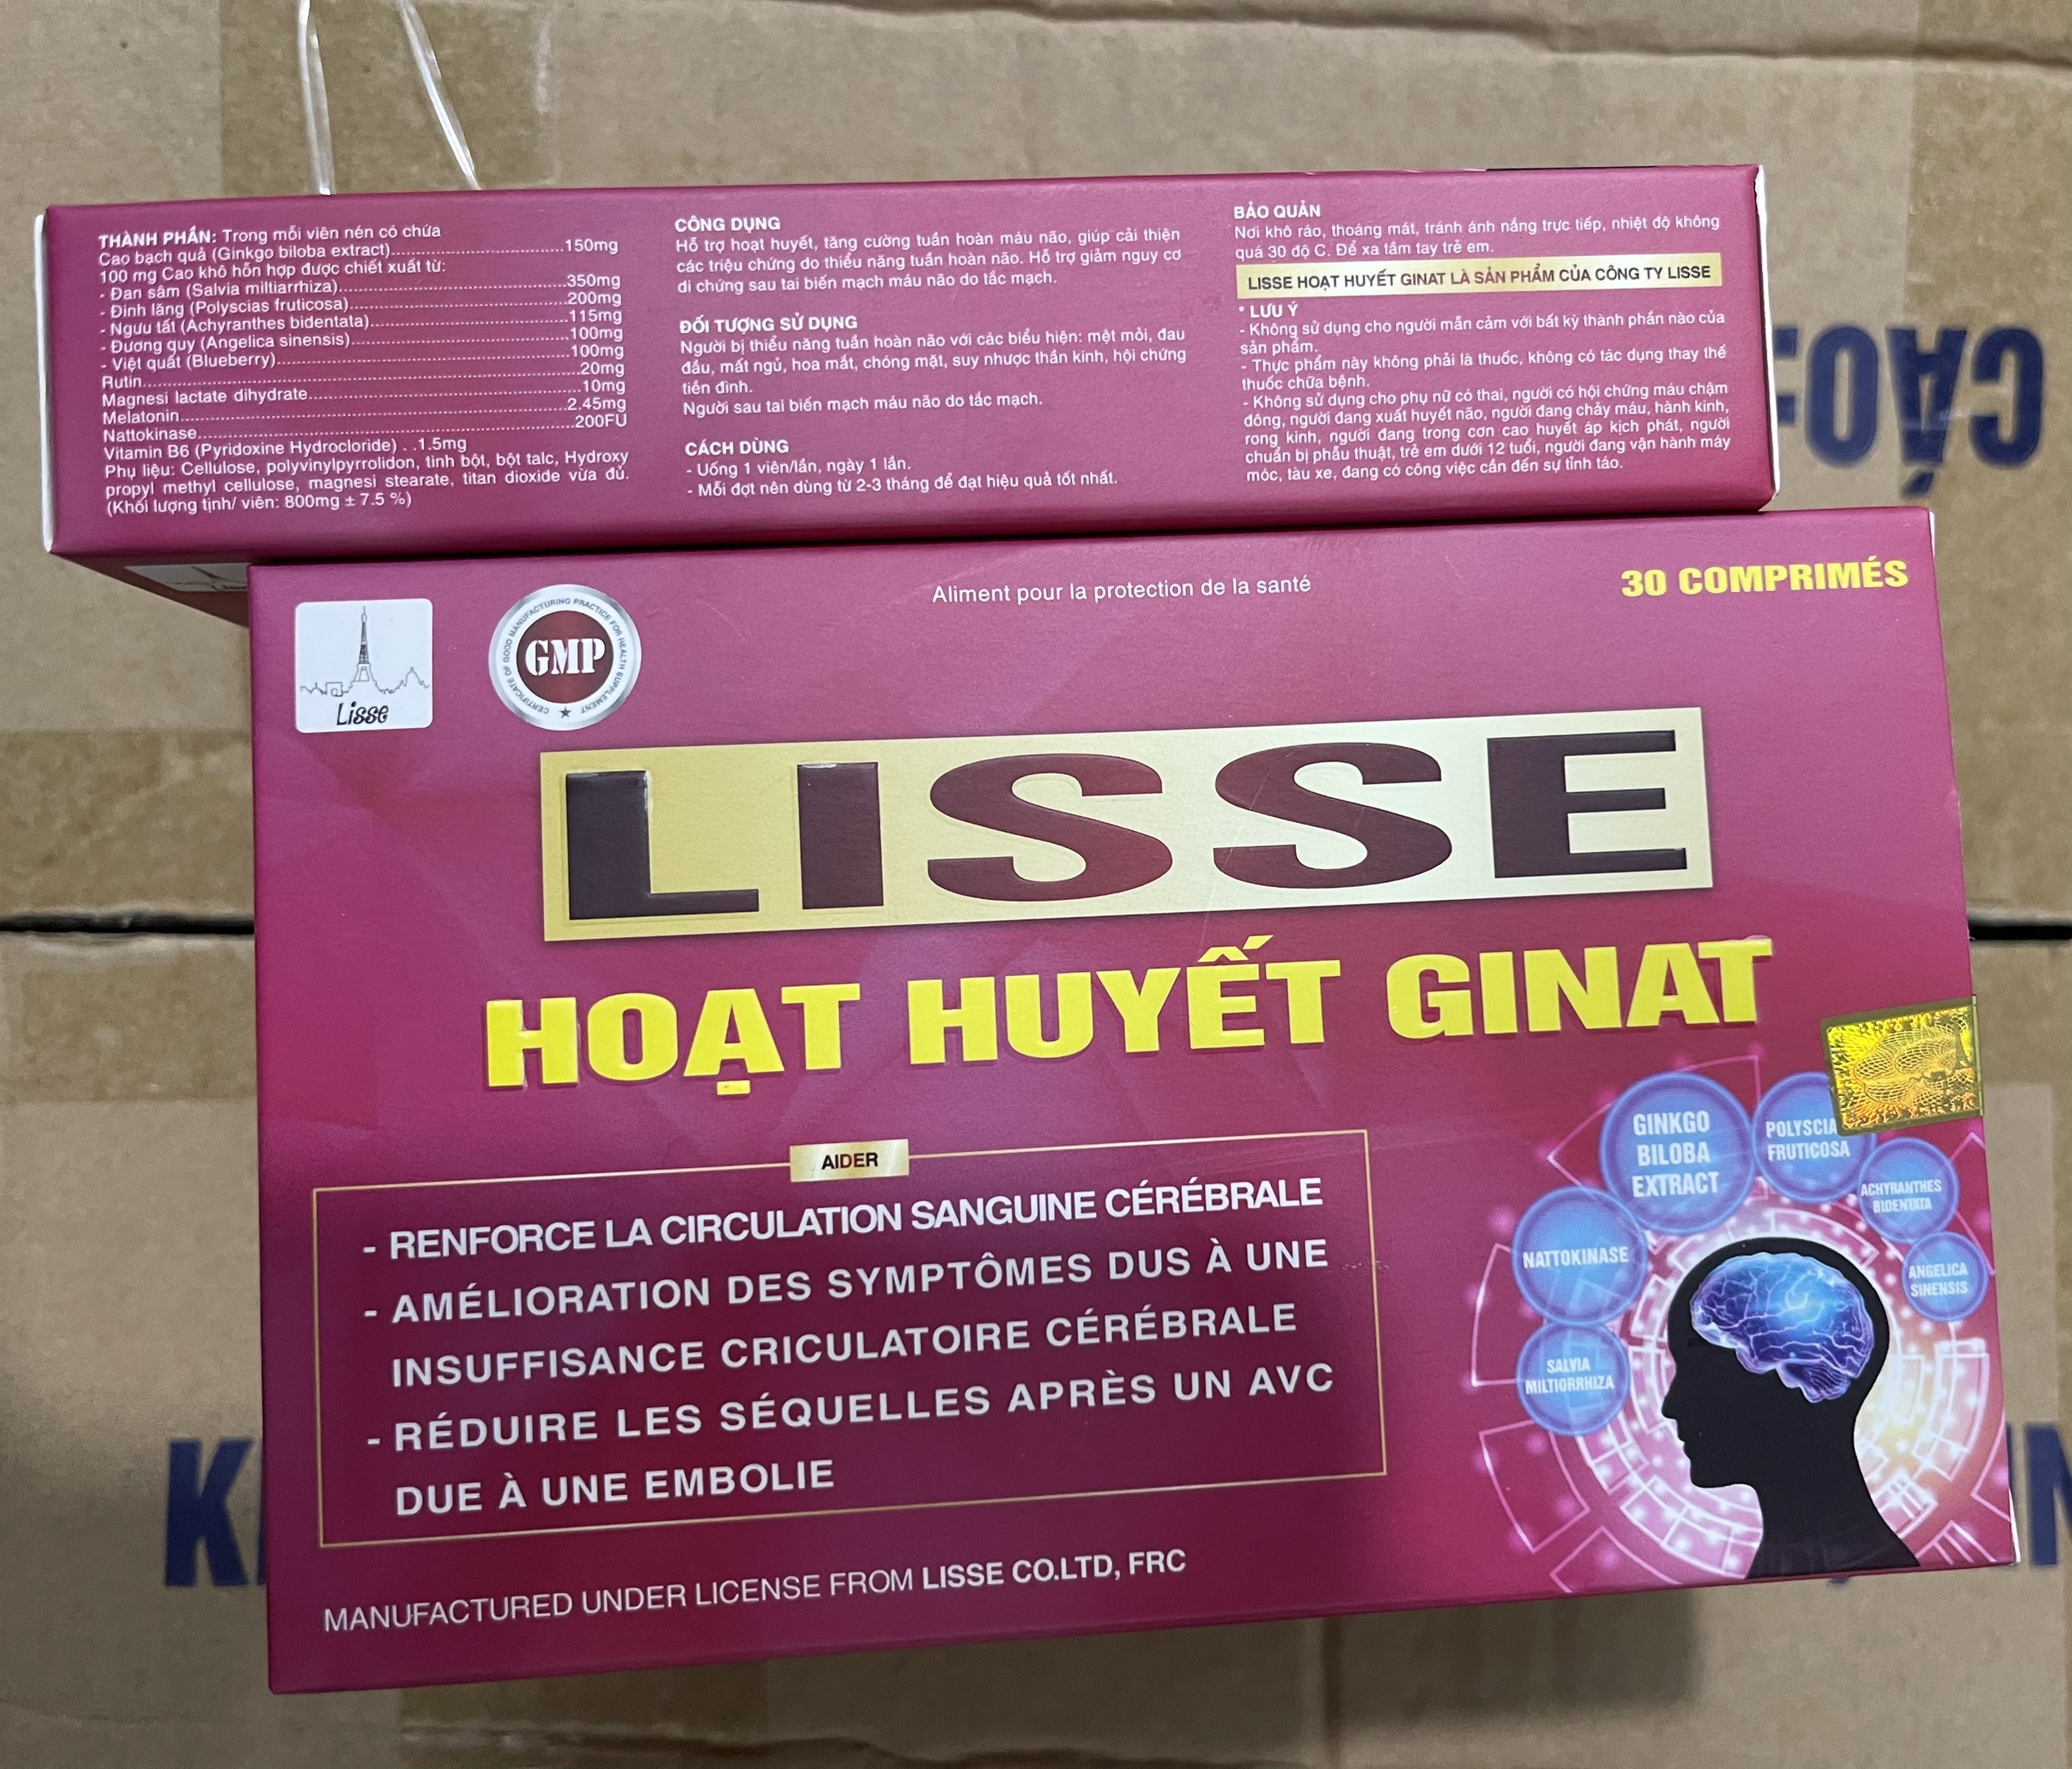 THÀNH PHẦN: Trong mỗi viên nén có chứa
Cao bạch quả (Ginkgo biloba extract)..............................150mg
100 mg Cao khô hỗn hợp được chiết xuất từ:
- Đan sâm (Salvia miltiarrhiza)..............................350mg
- Đinh lăng (Polyscias fruticosa)..............................200mg
- Ngưu tất (Achyranthes bidentata)..............................115mg
- Đương quy (Angelica sinensis)..............................100mg
- Việt quất (Blueberry)..............................100mg
Rutin..............................20mg
Magnesi lactate dihydrate..............................10mg
Melatonin..............................2.45mg
Nattokinase..............................200FU
Vitamin B6 (Pyridoxine Hydrocloride) . .1.5mg
Phụ liệu: Cellulose, polyvinylpyrrolidon, tinh bột, bột talc, Hydroxy
propyl methyl cellulose, magnesi stearate, titan dioxide vừa đủ.
(Khối lượng tịnh/ viên: 800mg ± 7.5 %)
CÔNG DỤNG
Hỗ trợ hoạt huyết, tăng cường tuần hoàn máu não, giúp cải thiện
các triệu chứng do thiểu năng tuần hoàn não. Hỗ trợ giảm nguy cơ
di chứng sau tai biến mạch máu não do tắc mạch.
ĐỐI TƯỢNG SỬ DỤNG
Người bị thiểu năng tuần hoàn não với các biểu hiện: mệt mỏi, đau
đầu, mất ngủ, hoa mắt, chóng mặt, suy nhược thần kinh, hội chứng
tiền đình.
Người sau tai biến mạch máu não do tắc mạch.
CÁCH DÙNG
- Uống 1 viên/lần, ngày 1 lần.
- Mỗi đợt nên dùng từ 2-3 tháng để đạt hiệu quả tốt nhất.
BẢO QUẢN
Nơi khô ráo, thoáng mát, tránh ánh nắng trực tiếp, nhiệt độ không
quá 30 độ C. Để xa tầm tay trẻ em.
LISSE HOẠT HUYẾT GINAT LÀ SẢN PHẨM CỦA CÔNG TY LISSE
* LƯU Ý
- Không sử dụng cho người mẫn cảm với bất kỳ thành phần nào của
sản phẩm.
- Thực phẩm này không phải là thuốc, không có tác dụng thay thế
thuốc chữa bệnh.
- Không sử dụng cho phụ nữ có thai, người có hội chứng máu chậm
đông, người đang xuất huyết não, người đang chảy máu, hành kinh,
rong kinh, người đang trong cơn cao huyết áp kịch phát, người
chuẩn bị phẫu thuật, trẻ em dưới 12 tuổi, người đang vận hành máy
móc, tàu xe, đang có công việc cần đến sự tỉnh táo.
Lisse
CERTIFICATE OF GOOD MANUFACTURING PRACTICE FOR HEALTH SUPPLEMENT
GMP
Aliment pour la protection de la santé
30 COMPRIMÉS
LISSE
HOẠT HUYẾT GINAT
AIDER
- RENFORCE LA CIRCULATION SANGUINE CÉRÉBRALE
- AMÉLIORATION DES SYMPTÔMES DUS À UNE
INSUFFISANCE CRICULATOIRE CÉRÉBRALE
- RÉDUIRE LES SÉQUELLES APRÈS UN AVC
DUE À UNE EMBOLIE
GINKGO
BILOBA
EXTRACT
POLYSCIA
FRUTICOSA
ACHYRANTHES
BIDENTATA
NATTOKINASE
ANGELICA
SINENSIS
SALVIA
MILTIORRHIZA
MANUFACTURED UNDER LICENSE FROM LISSE CO.LTD, FRC